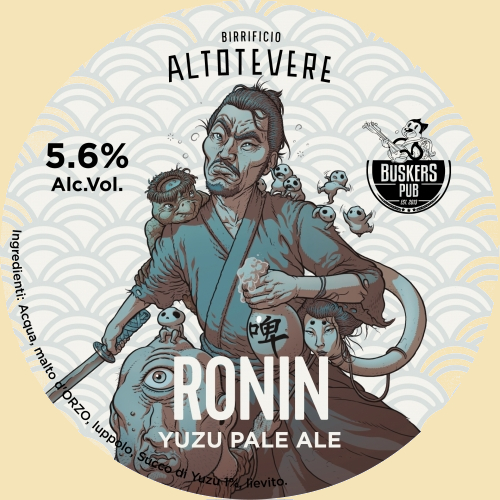 BIRRIFICIO
ALTOTEVERE
5.6%
Alc.Vol.
BUSKERS
PUB
EST. 2013
啤
RONIN
YUZU PALE ALE
Ingredienti: Acqua, malto d'ORZO, luppolo, Succo di Yuzu 1%, lievito.